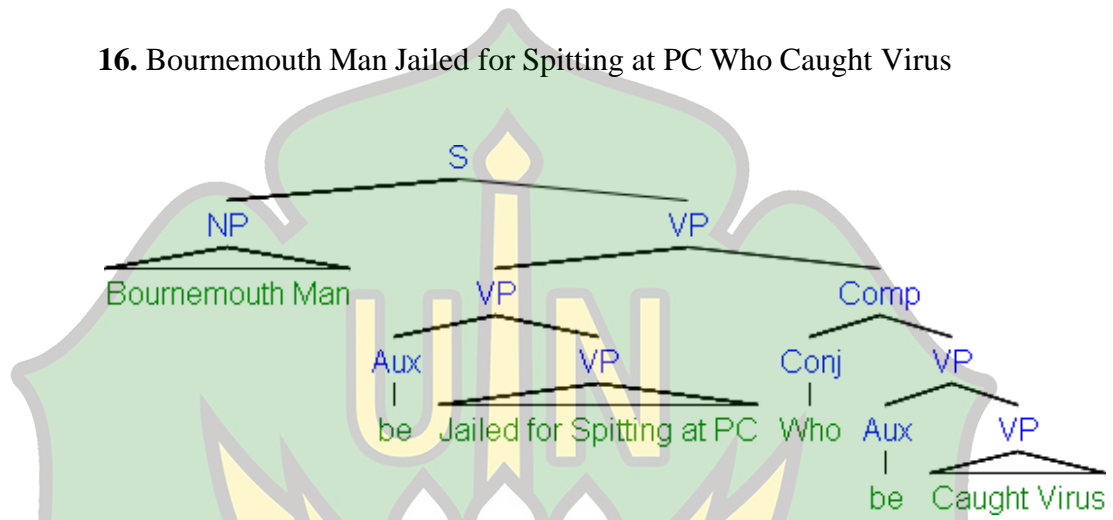 16. Bournemouth Man Jailed for Spitting at PC Who Caught Virus
S
NP VP
Bournemouth Man VP Comp
Aux VP Conj VP
be Jailed for Spitting at PC Who Aux VP
be Caught Virus
UIN